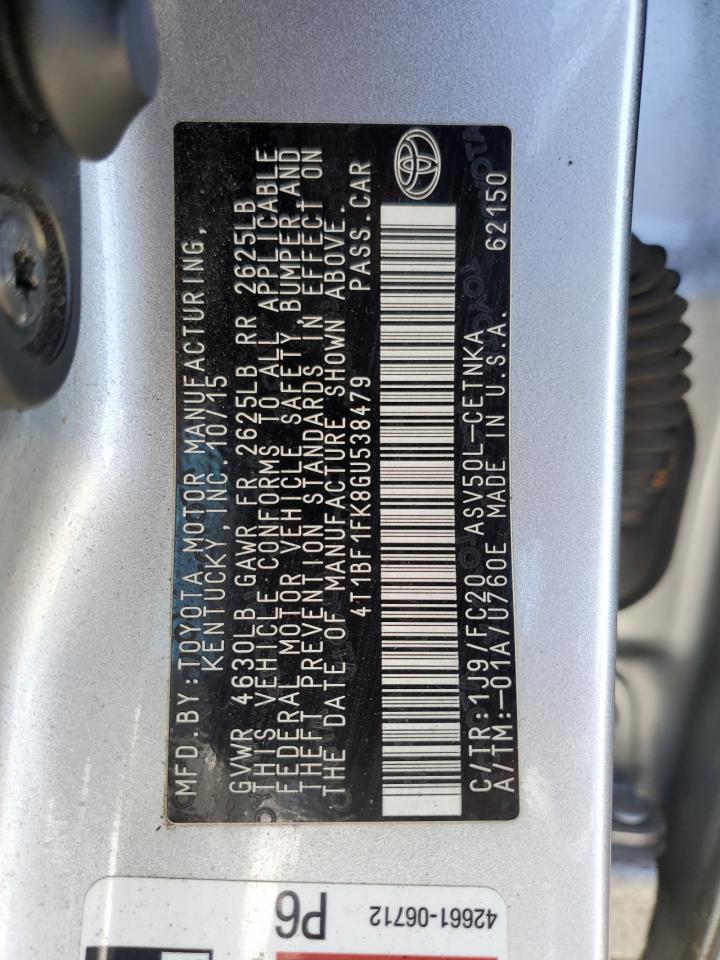 MFD.BY:TOYOTA MOTOR MANUFACTURING,
KENTUCKY, INC. 10/15
GVWR 4630LB GAWR FR 2625LB RR 2625LB
THIS VEHICLE CONFORMS TO ALL APPLICABLE
FEDERAL MOTOR VEHICLE SAFETY, BUMPER, AND
THEFT PREVENTION STANDARDS IN EFFECT ON
THE DATE OF MANUFACTURE SHOWN ABOVE.
4T1BF1FK8GU538479 PASS.CAR
C/TR:1J9/FC20 ASV50L-CETNKA
A/TM:-01A/U760E MADE IN U.S.A. 62150
P6
42661-06712